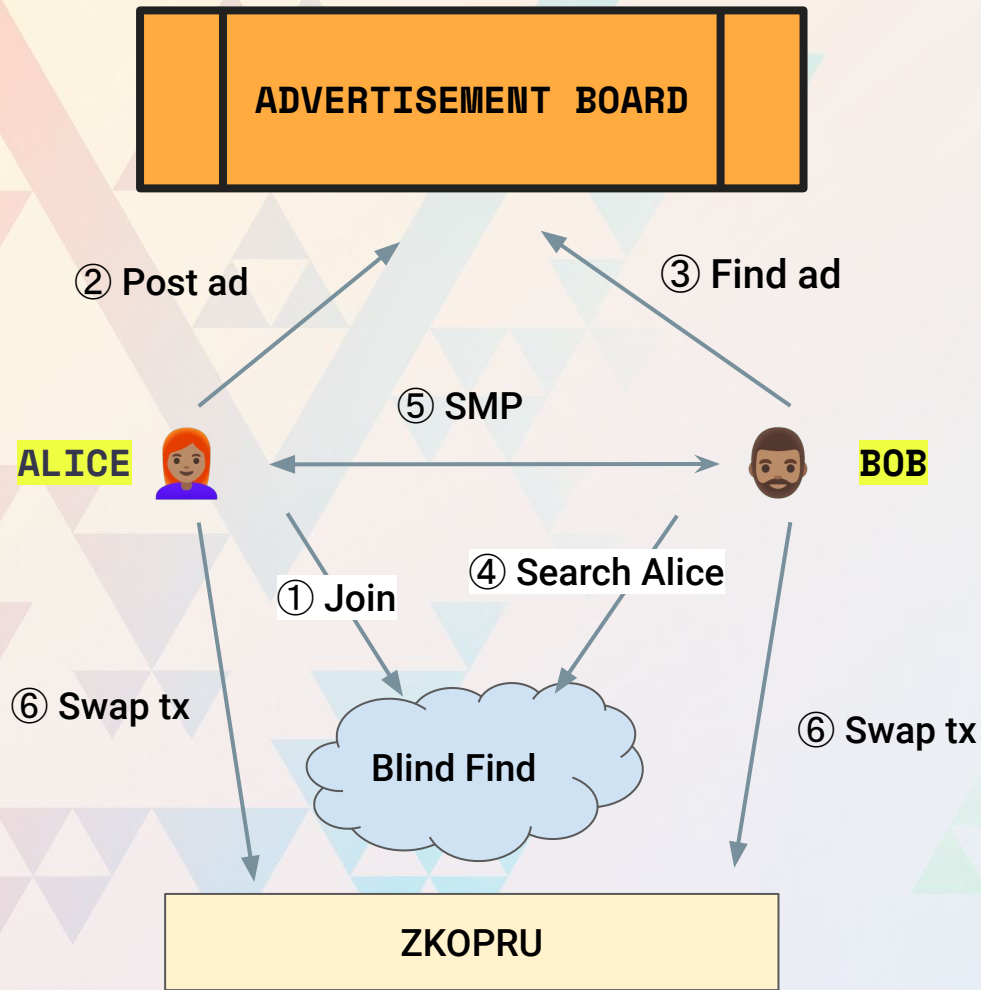 ADVERTISEMENT BOARD
② Post ad
③ Find ad
⑤ SMP
ALICE
BOB
① Join
④ Search Alice
⑥ Swap tx
⑥ Swap tx
Blind Find
ZKOPRU